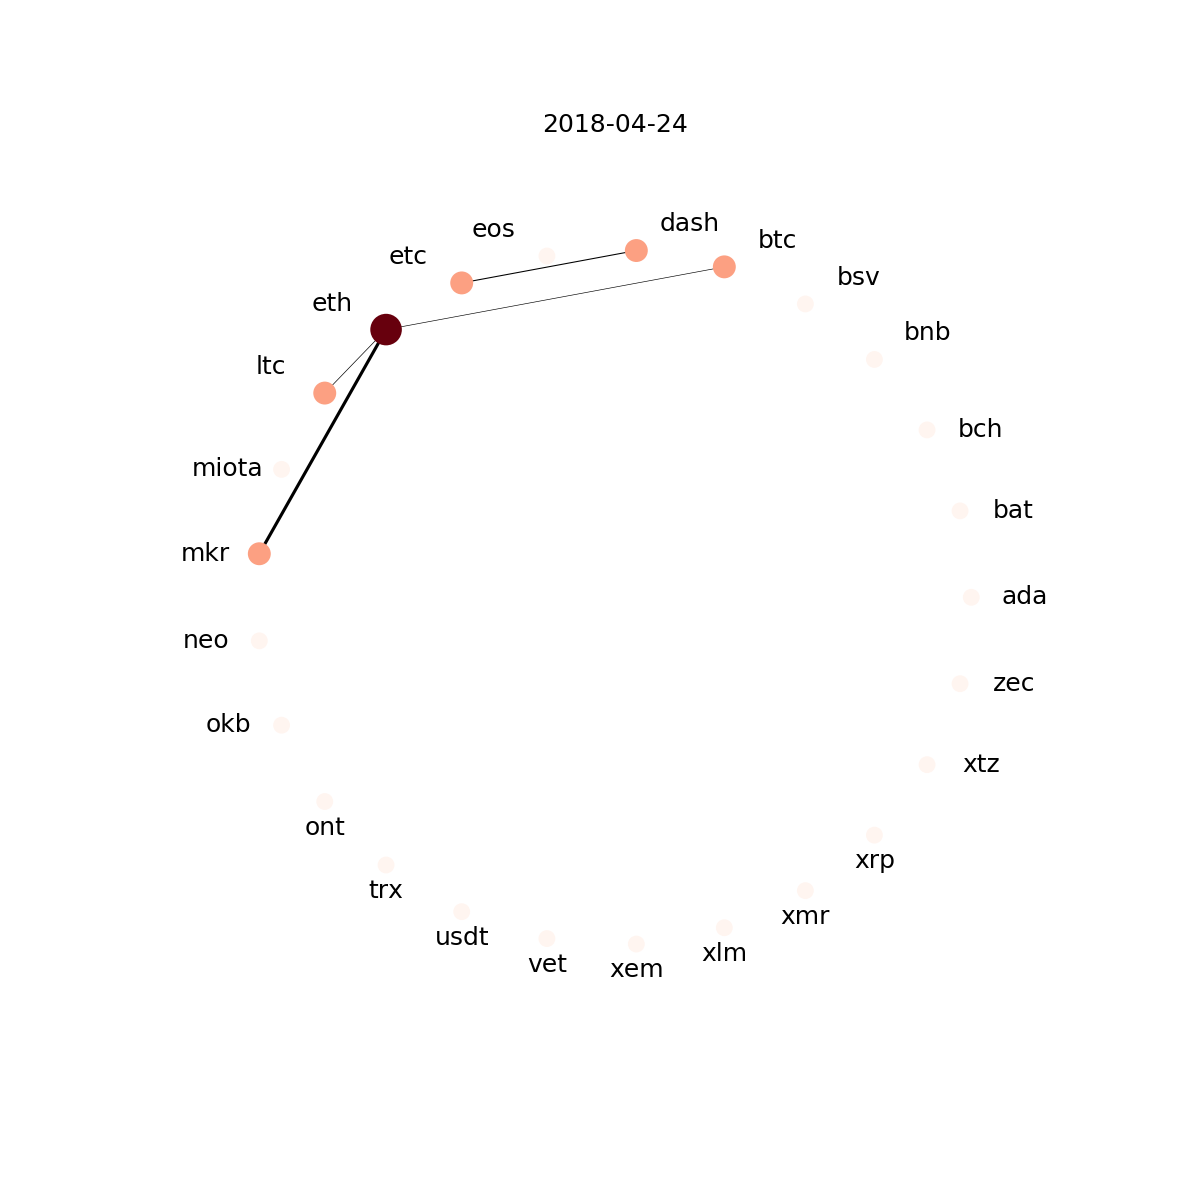 2018-04-24
dash
eos
btc
etc
bsv
eth
bnb
ltc
bch
miota
bat
mkr
ada
neo
zec
okb
xtz
ont
xrp
trx
xmr
usdt
xlm
vet
xem